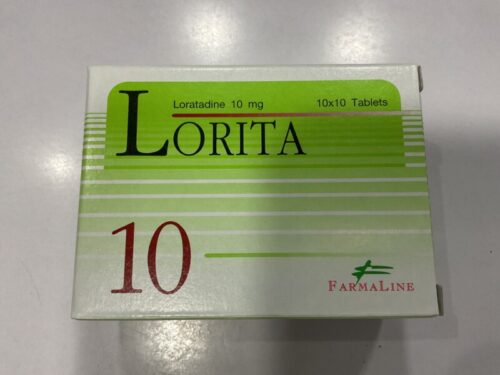 Loratadine 10 mg 10x10 Tablets
LORITA
10
FARMALINE